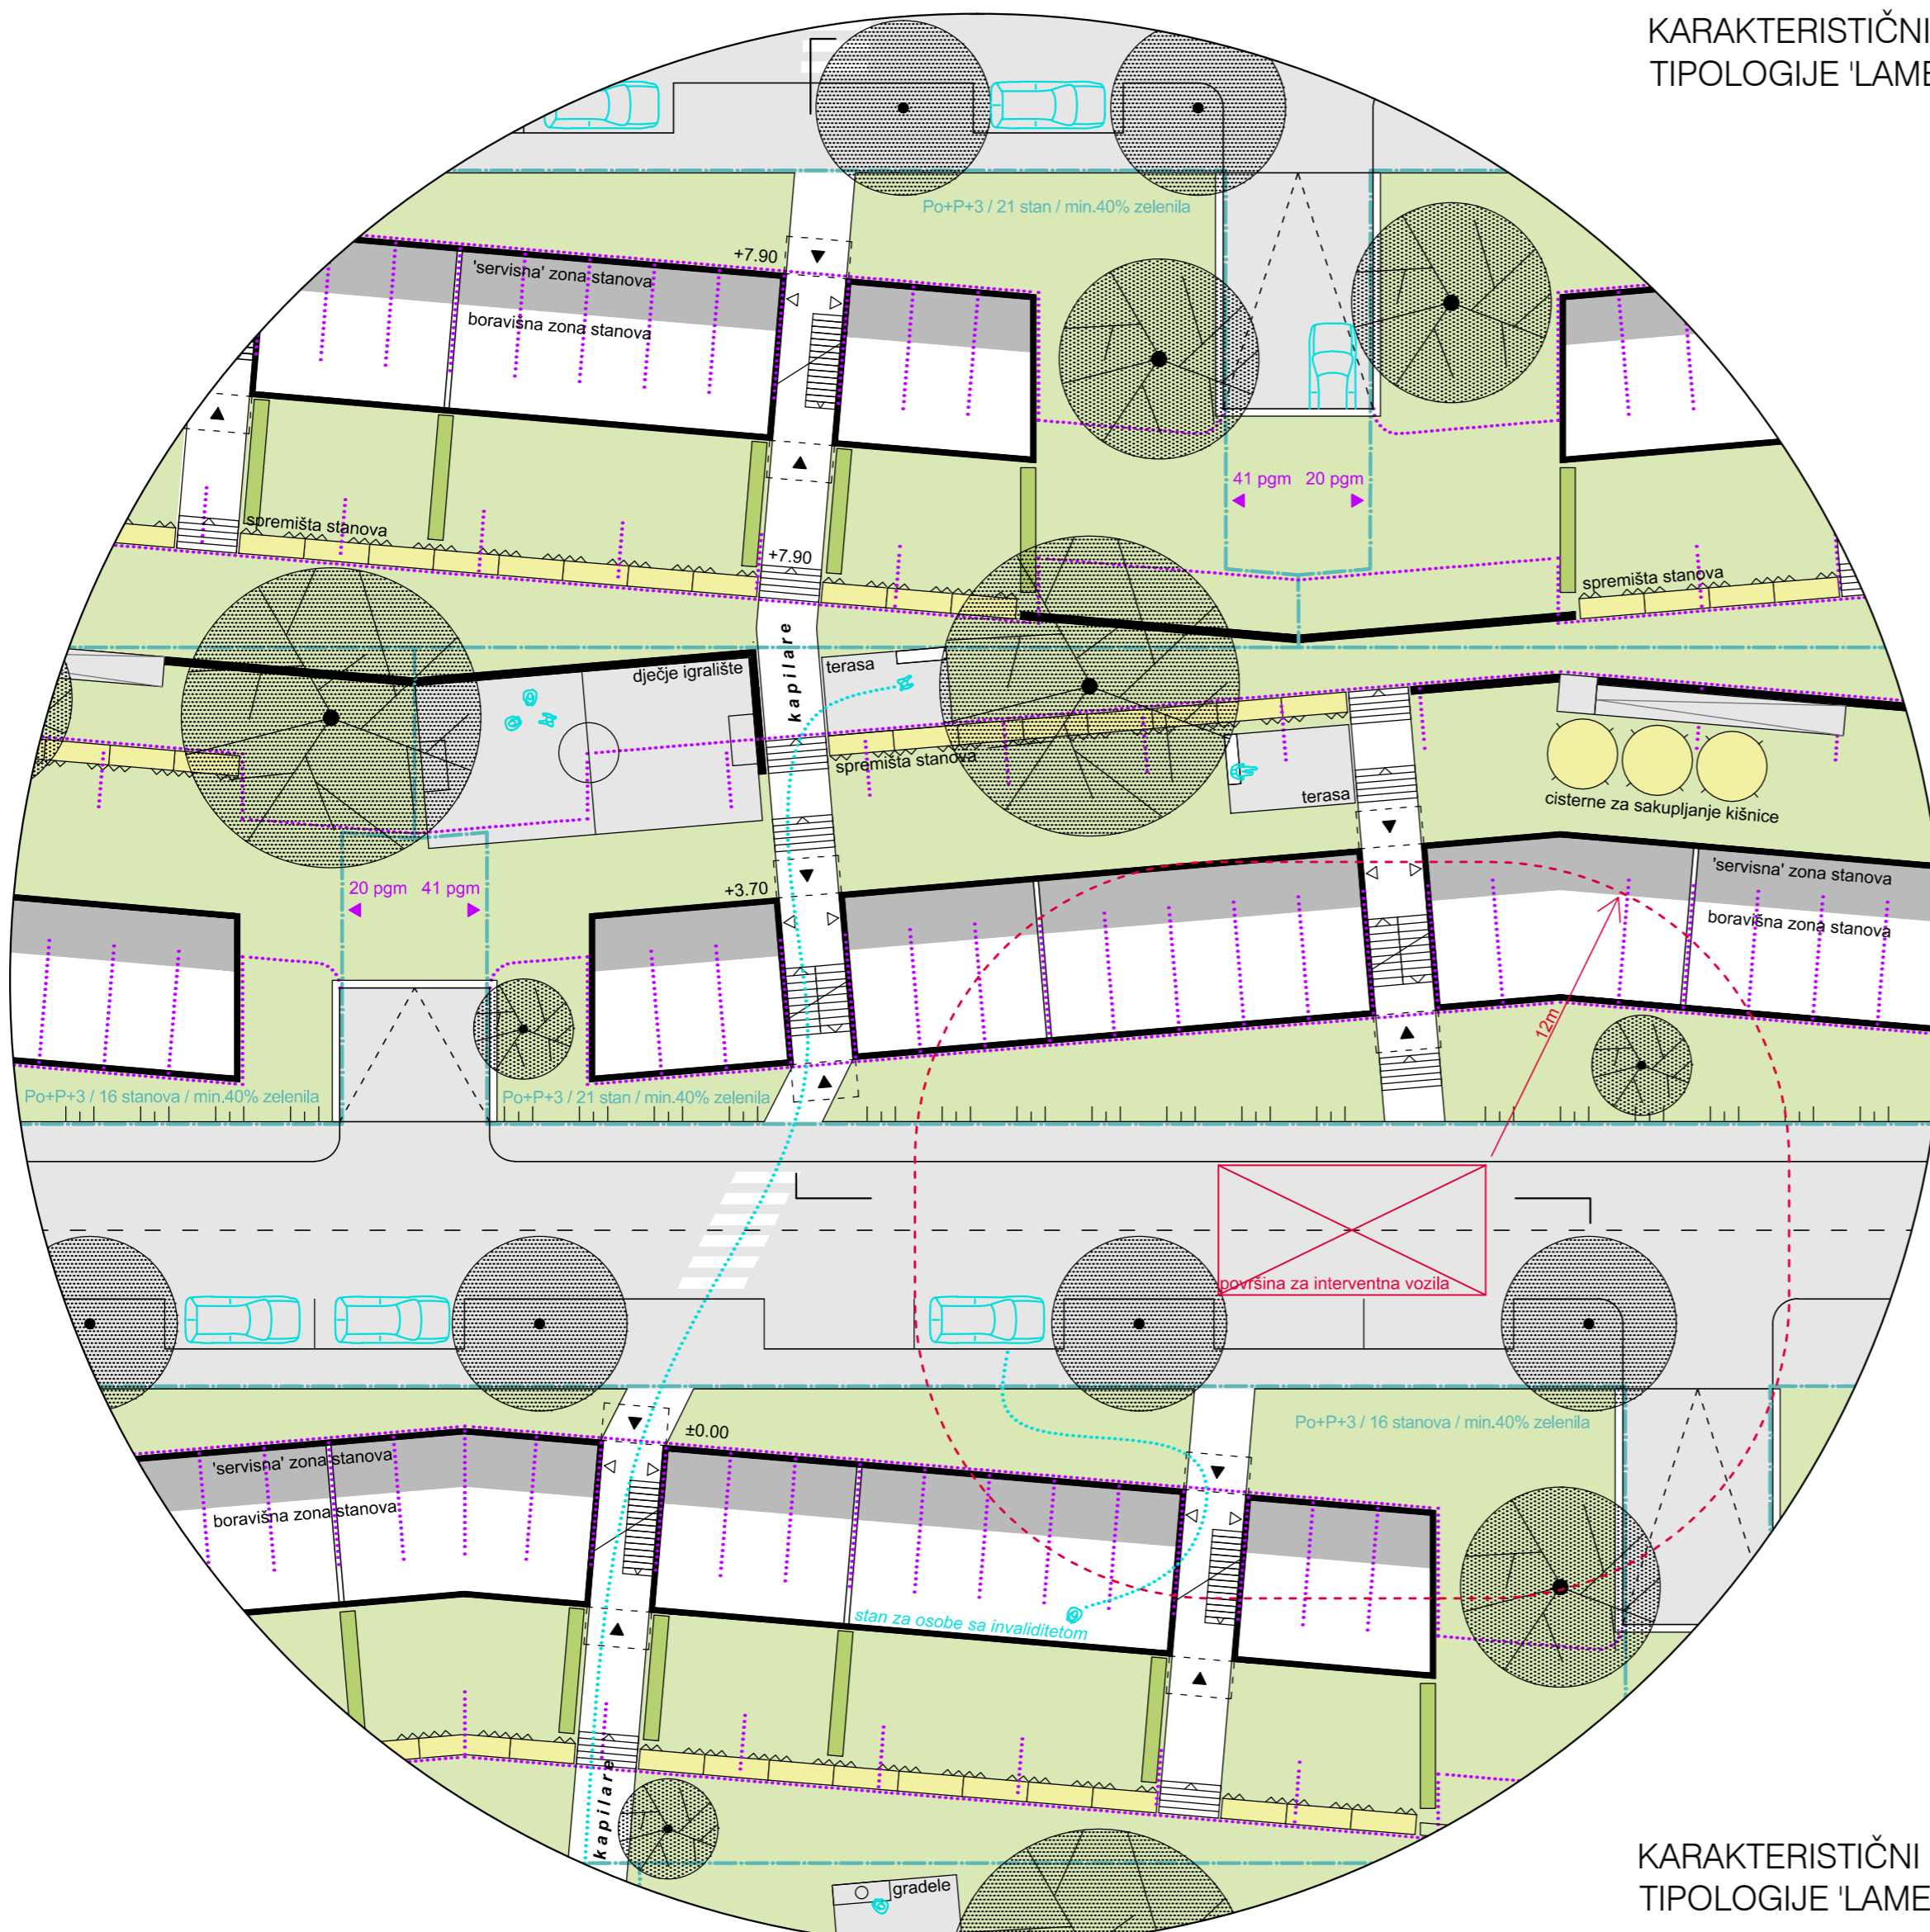 KARAKTERISTIČNI
TIPOLOGIJE 'LAME
Po+P+3 / 21 stan / min.40% zelenila
+7.90
'servisna' zona stanova
boravišna zona stanova
41 pgm 20 pgm
spremišta stanova
+7.90
spremišta stanova
kapilare
dječje igralište
terasa
spremišta stanova
terasa
cisterne za sakupljanje kišnice
20 pgm 41 pgm
+3.70
'servisna' zona stanova
boravišna zona stanova
12m
Po+P+3 / 16 stanova / min.40% zelenila
Po+P+3 / 21 stan / min.40% zelenila
površina za interventna vozila
±0.00
Po+P+3 / 16 stanova / min.40% zelenila
'servisna' zona stanova
boravišna zona stanova
stan za osobe sa invaliditetom
kapilare
gradele
KARAKTERISTIČNI
TIPOLOGIJE 'LAME